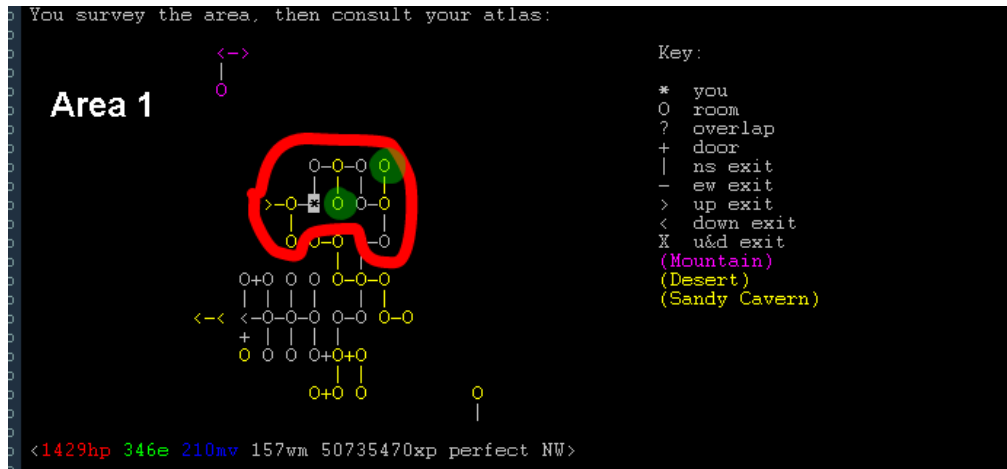 You survey the area, then consult your atlas:
<-> Key:
|
O * you
Area 1 O room
? overlap
+ door
O-O-O O | ns exit
| | | | - ew exit
>-O-* O O-O > up exit
| | < down exit
O O-O -O X u&d exit
| | (Mountain)
O+O O O O-O-O (Desert)
| | | | | | (Sandy Cavern)
<-< <-O-O-O O-O O-O
+ | | |
O O O O+O+O
| |
O+O O O
|
<1429hp 346e 210mv 157wm 50735470xp perfect NW>